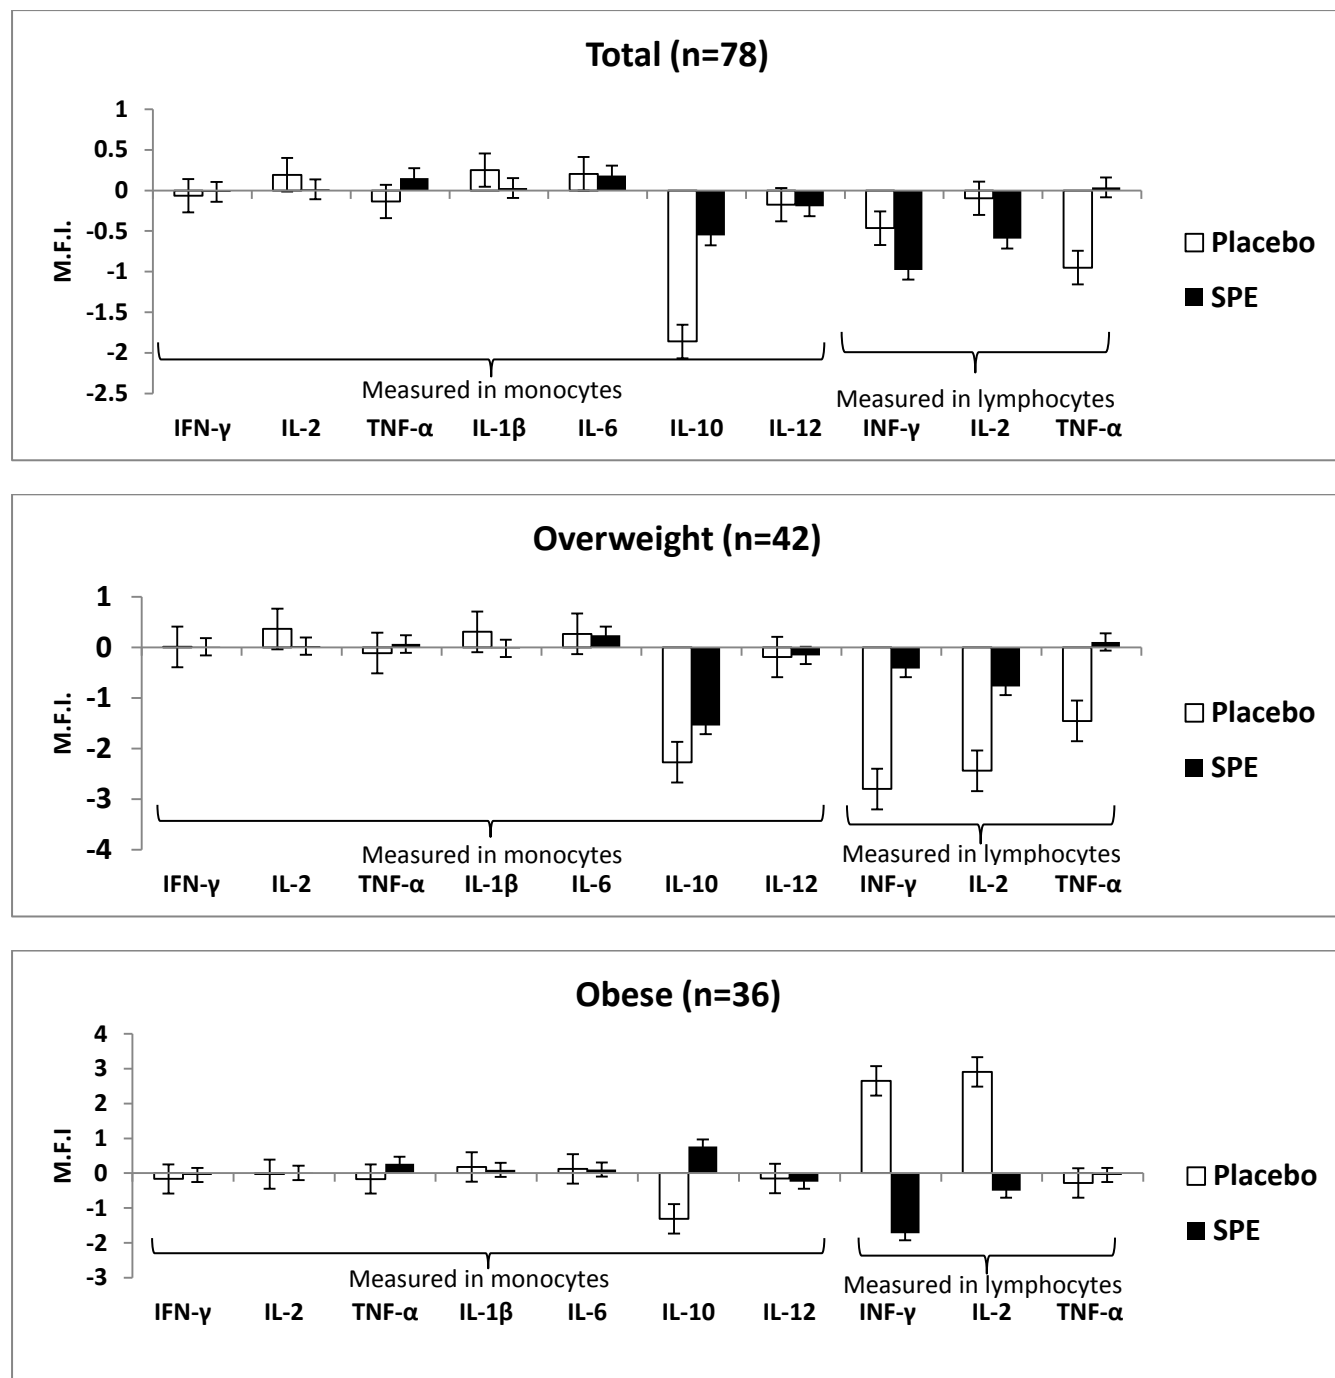 Total (n=78)
1
0.5
0
-0.5
-1
-1.5
-2
-2.5
M.F.I.
Placebo
SPE
Measured in monocytes
Measured in lymphocytes
IFN-γ IL-2 TNF-α IL-1β IL-6 IL-10 IL-12 INF-γ IL-2 TNF-α
Overweight (n=42)
1
0
-1
-2
-3
-4
M.F.I.
Placebo
SPE
Measured in monocytes
Measured in lymphocytes
IFN-γ IL-2 TNF-α IL-1β IL-6 IL-10 IL-12 INF-γ IL-2 TNF-α
Obese (n=36)
4
3
2
1
0
-1
-2
-3
M.F.I
Placebo
SPE
Measured in monocytes
Measured in lymphocytes
IFN-γ IL-2 TNF-α IL-1β IL-6 IL-10 IL-12 INF-γ IL-2 TNF-α